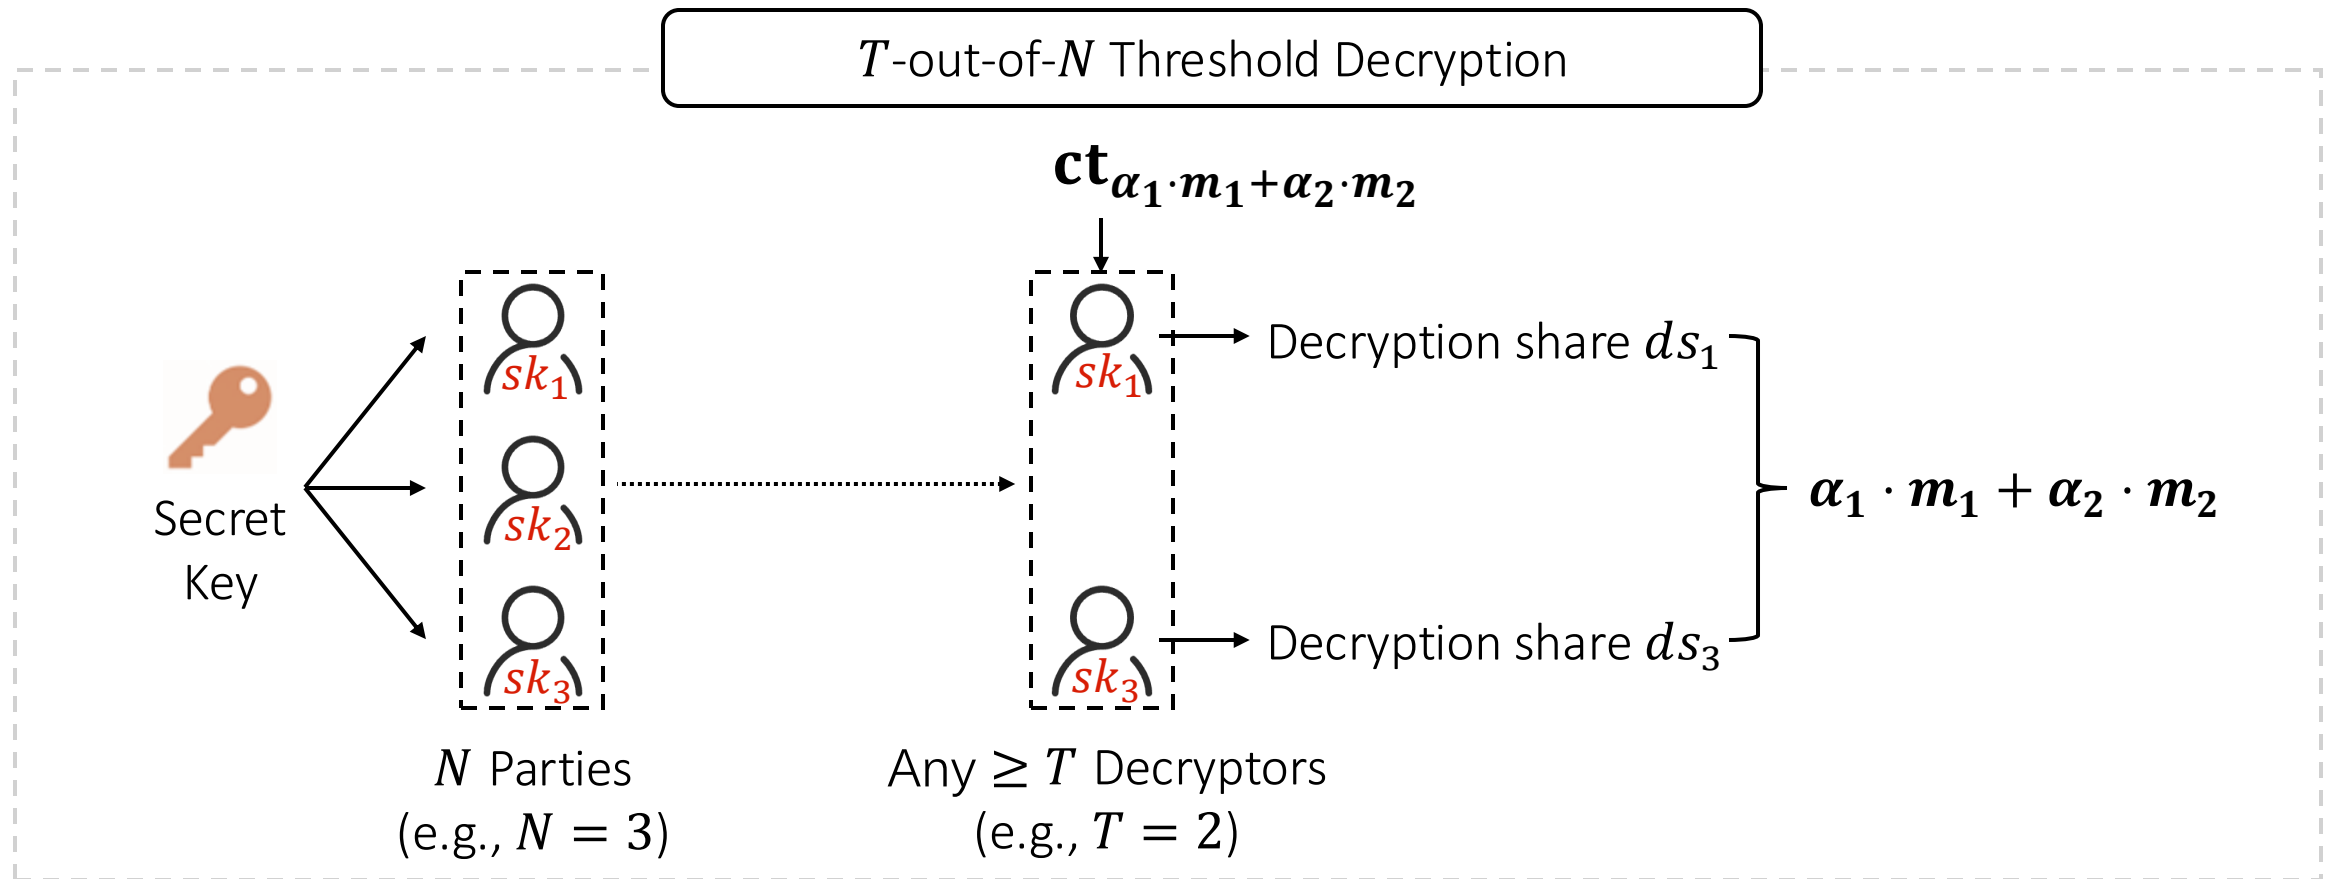 T-out-of-N Threshold Decryption
ct_{α₁·m₁+α₂·m₂}
sk₁
sk₂
sk₃
Secret
Key
N Parties
(e.g., N = 3)
sk₁
sk₃
Any ≥ T Decryptors
(e.g., T = 2)
Decryption share ds₁
Decryption share ds₃
α₁ · m₁ + α₂ · m₂